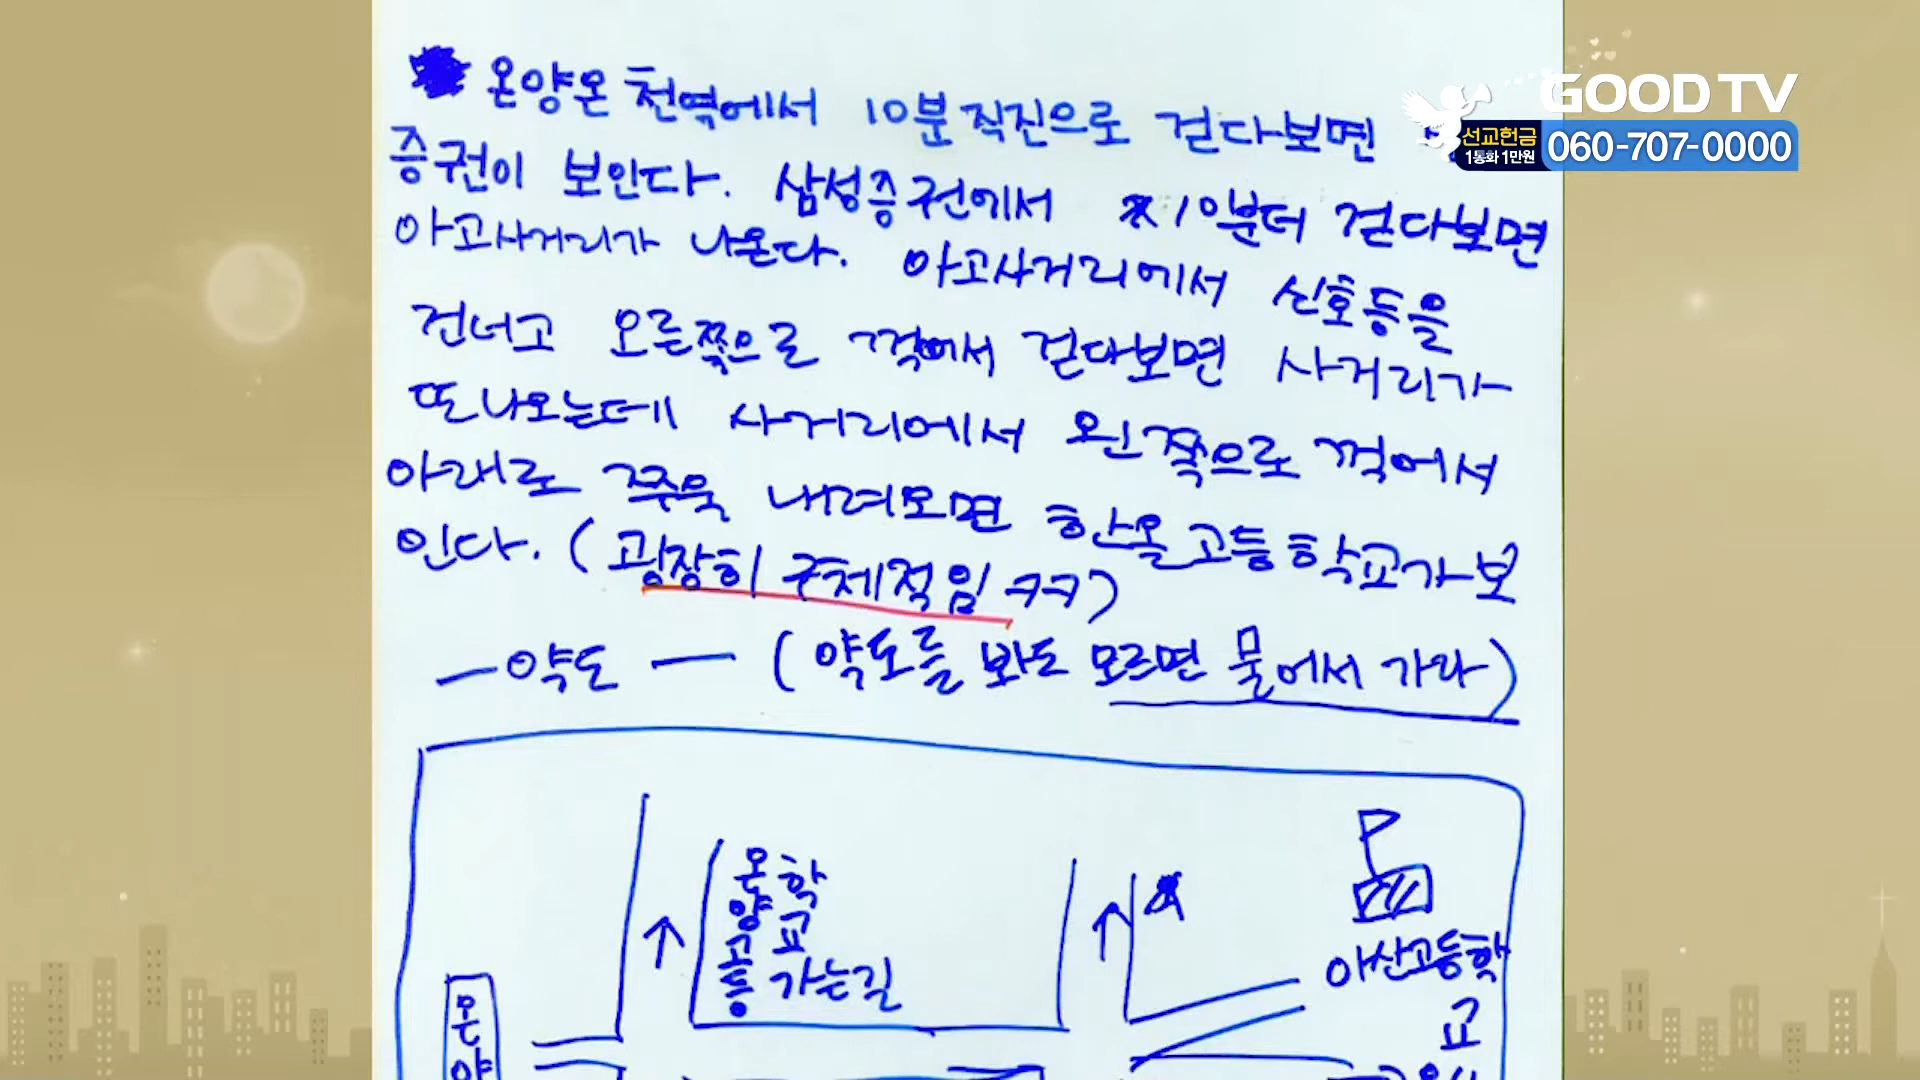 온양온천역에서 10분 직진으로 걷다보면
증권이 보인다. 삼성증권에서 10분더 걷다보면
아고사거리가 나온다. 아고사거리에서 신호등을
건너고 오른쪽으로 꺾어서 걷다보면 사거리가
또나오는데 사거리에서 왼쪽으로 꺾어서
아래로 쭈욱 내려오면 한올고등학교가보
인다. (굉장히 구체적임 ㅋㅋ)
ㅡ약도ㅡ (약도를 봐도 모르면 물어서 가라)
온양고등
학교 가는길
아산고등학
교
온양
GOODTV
선교헌금
1통화 1만원
060-707-0000